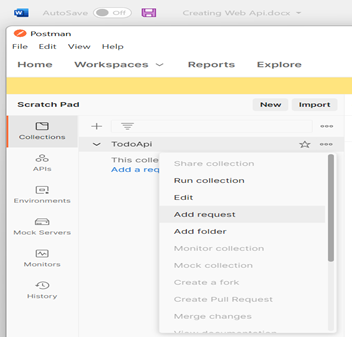 AutoSave Off Creating Web Api.docx
Postman
File Edit View Help
Home Workspaces Reports Explore
Scratch Pad New Import
Collections
TodoApi
This colle
Add a req
APIs
Environments
Mock Servers
Monitors
History
Share collection
Run collection
Edit
Add request
Add folder
Monitor collection
Mock collection
Create a fork
Create Pull Request
Merge changes
View documentation